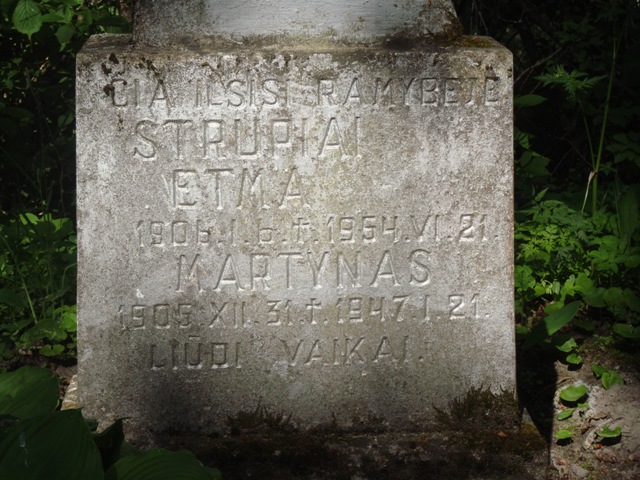 ČIA ILSISI RAMYBĖJE
STRUPIAI
ETMA
1906.I.6.†.1954.VI.21.
MARTYNAS
1905.XII.31.†.1947.I.21.
LIŪDI VAIKAI.